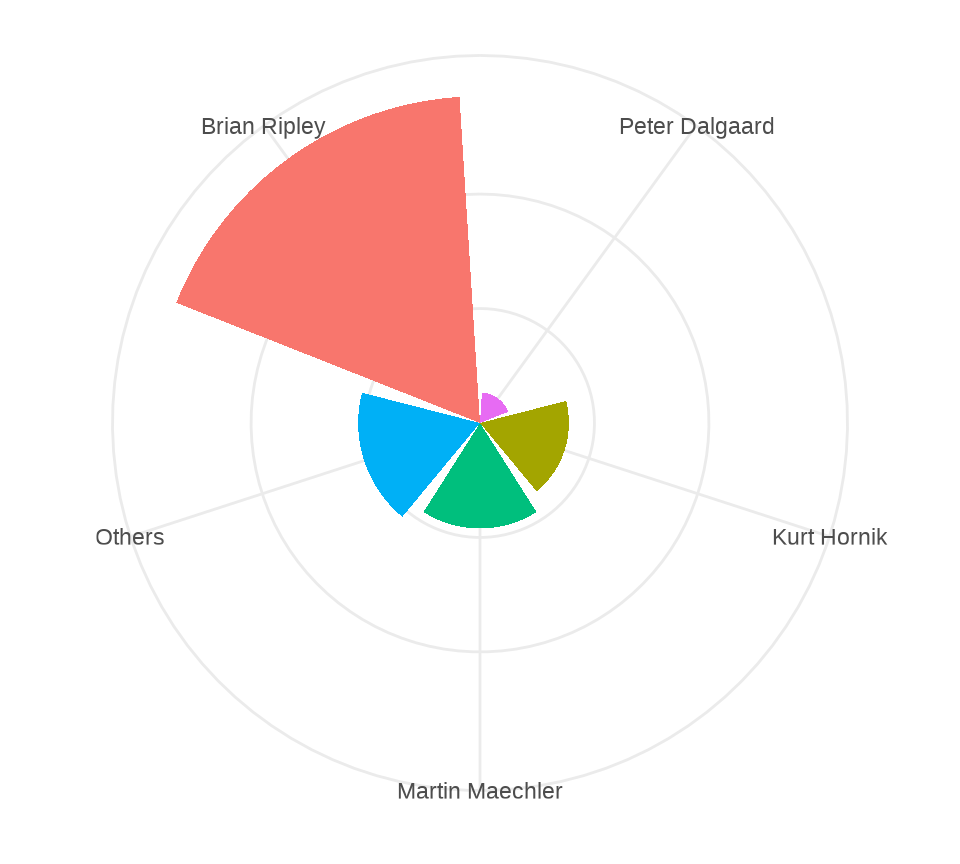 Brian Ripley
Peter Dalgaard
Others
Kurt Hornik
Martin Maechler